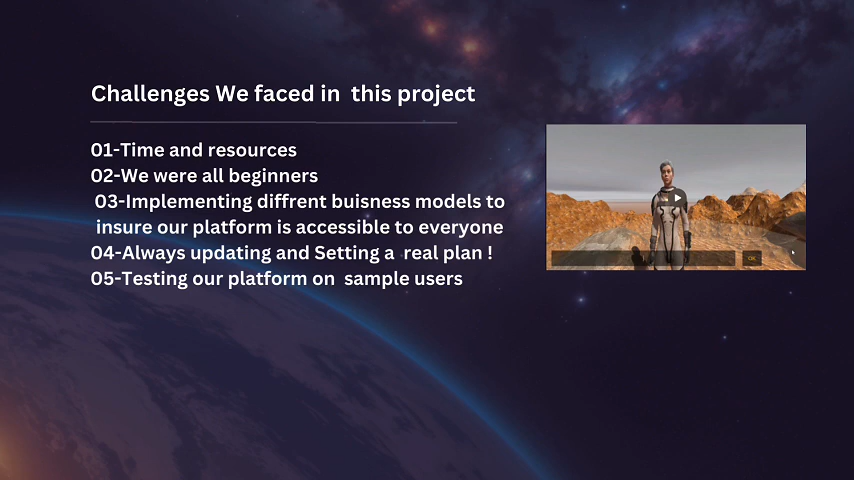 Challenges We faced in this project
01-Time and resources
02-We were all beginners
03-Implementing diffrent buisness models to
insure our platform is accessible to everyone
04-Always updating and Setting a real plan !
05-Testing our platform on sample users
OK